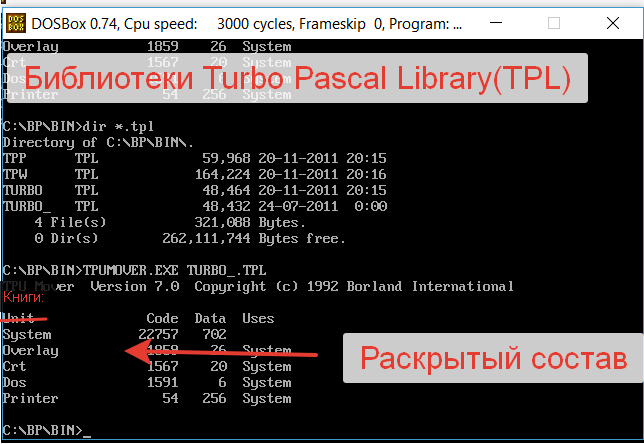 DOSBox 0.74, Cpu speed: 3000 cycles, Frameskip 0, Program: ...
Overlay 1859 26 System
Crt 1567 20 System
Dos System
Библиотеки Turbo Pascal Library(TPL)
Printer 54 256 System
C:\BP\BIN>dir *.tpl
Directory of C:\BP\BIN\.
TPP TPL 59,968 20-11-2011 20:15
TPW TPL 164,224 20-11-2011 20:16
TURBO TPL 48,464 20-11-2011 20:15
TURBO_ TPL 48,432 24-07-2011 0:00
4 File(s) 321,088 Bytes.
0 Dir(s) 262,111,744 Bytes free.
C:\BP\BIN>TPUMOVER.EXE TURBO_.TPL
TPU Mover Version 7.0 Copyright (c) 1992 Borland International
Книги:
Unit Code Data Uses
System 22757 702
Overlay 1859 26 System
Раскрытый состав
Crt 1567 20 System
Dos 1591 6 System
Printer 54 256 System
C:\BP\BIN>_